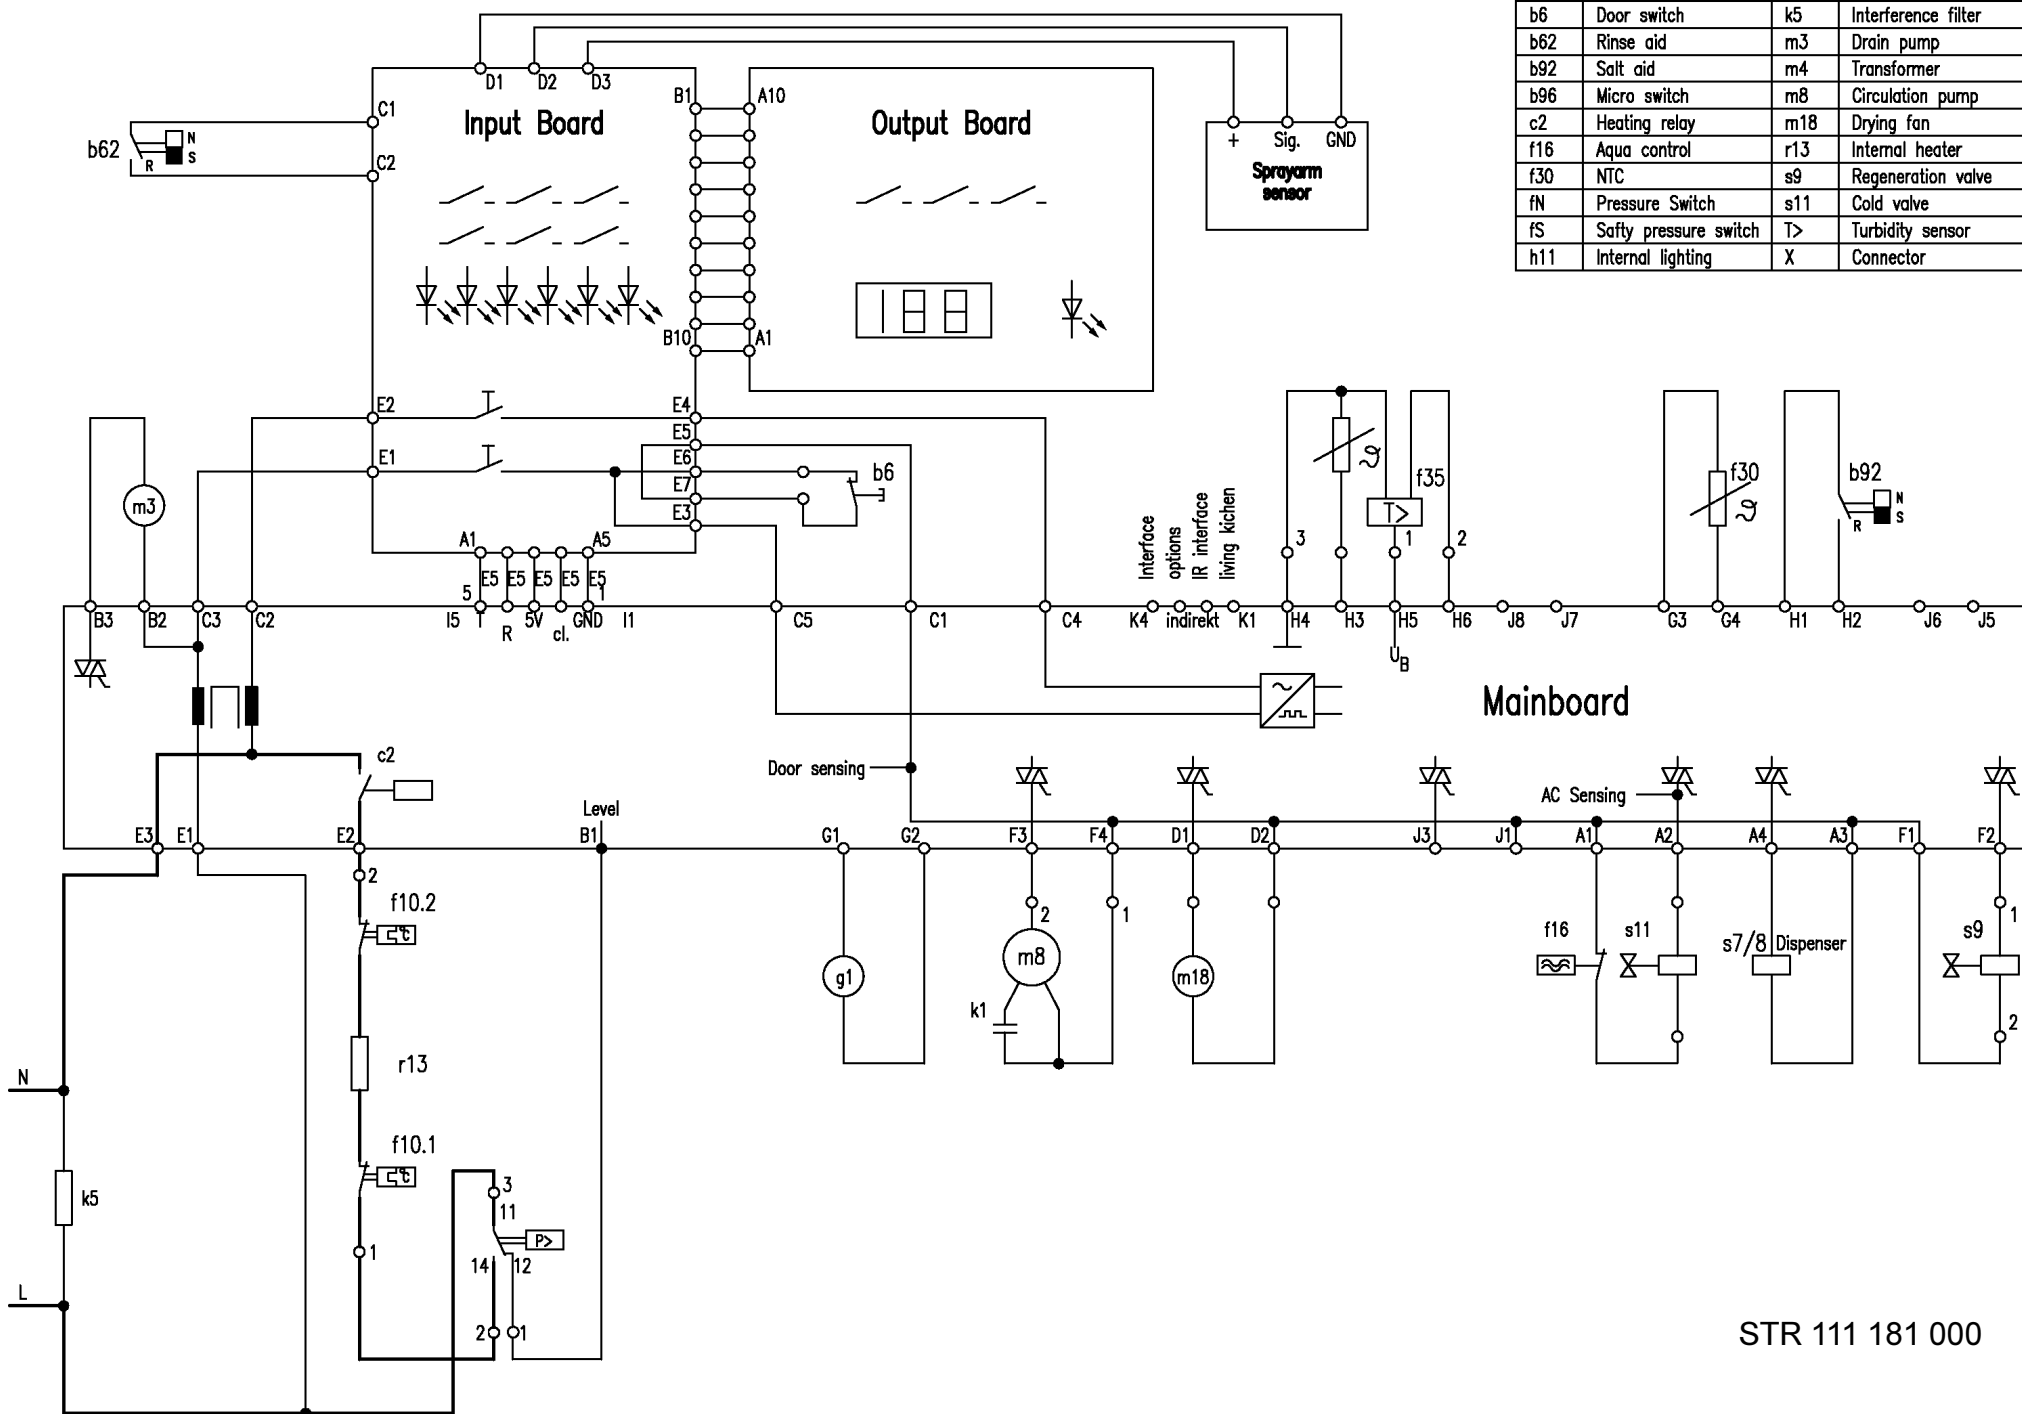 b6 Door switch k5 Interference filter
b62 Rinse aid m3 Drain pump
b92 Salt aid m4 Transformer
b96 Micro switch m8 Circulation pump
c2 Heating relay m18 Drying fan
f16 Aqua control r13 Internal heater
f30 NTC s9 Regeneration valve
fN Pressure Switch s11 Cold valve
fS Safty pressure switch T> Turbidity sensor
h11 Internal lighting X Connector
D1 D2 D3
C1 B1 A10
Input Board Output Board
b62 N S R
C2
+ Sig. GND
Sprayarm
sensor
B10 A1
E2 E4
E5
E1 E6 b6
E7
E3
m3
A1 A5
E5 E5 E5 E5 E5
5 1
Interface
options
IR interface
living kichen
3 1 2
f35
T>
f30
b92 N S R
B3 B2 C3 C2 I5 T R 5V cl. GND I1 C5 C1 C4 K4 indirekt K1 H4 H3 H5 H6 J8 J7 G3 G4 H1 H2 J6 J5
UB
Mainboard
c2
Door sensing
AC Sensing
Level
E3 E1 E2 B1 G1 G2 F3 F4 D1 D2 J3 J1 A1 A2 A4 A3 F1 F2
2
f10.2
°C
2 1 1
g1 m8 m18 f16 s11 s7/8 Dispenser s9
k1
2
r13
N
f10.1
°C
k5
3
11
P>
1
14 12
L
2 1
STR 111 181 000